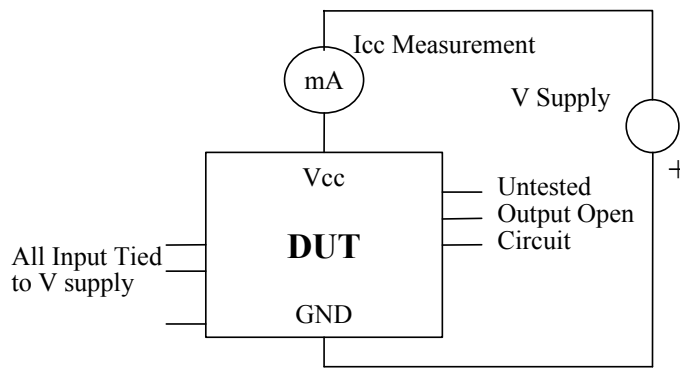 Icc Measurement
mA
V Supply
+
Vcc
Untested
Output Open
Circuit
DUT
All Input Tied
to V supply
GND